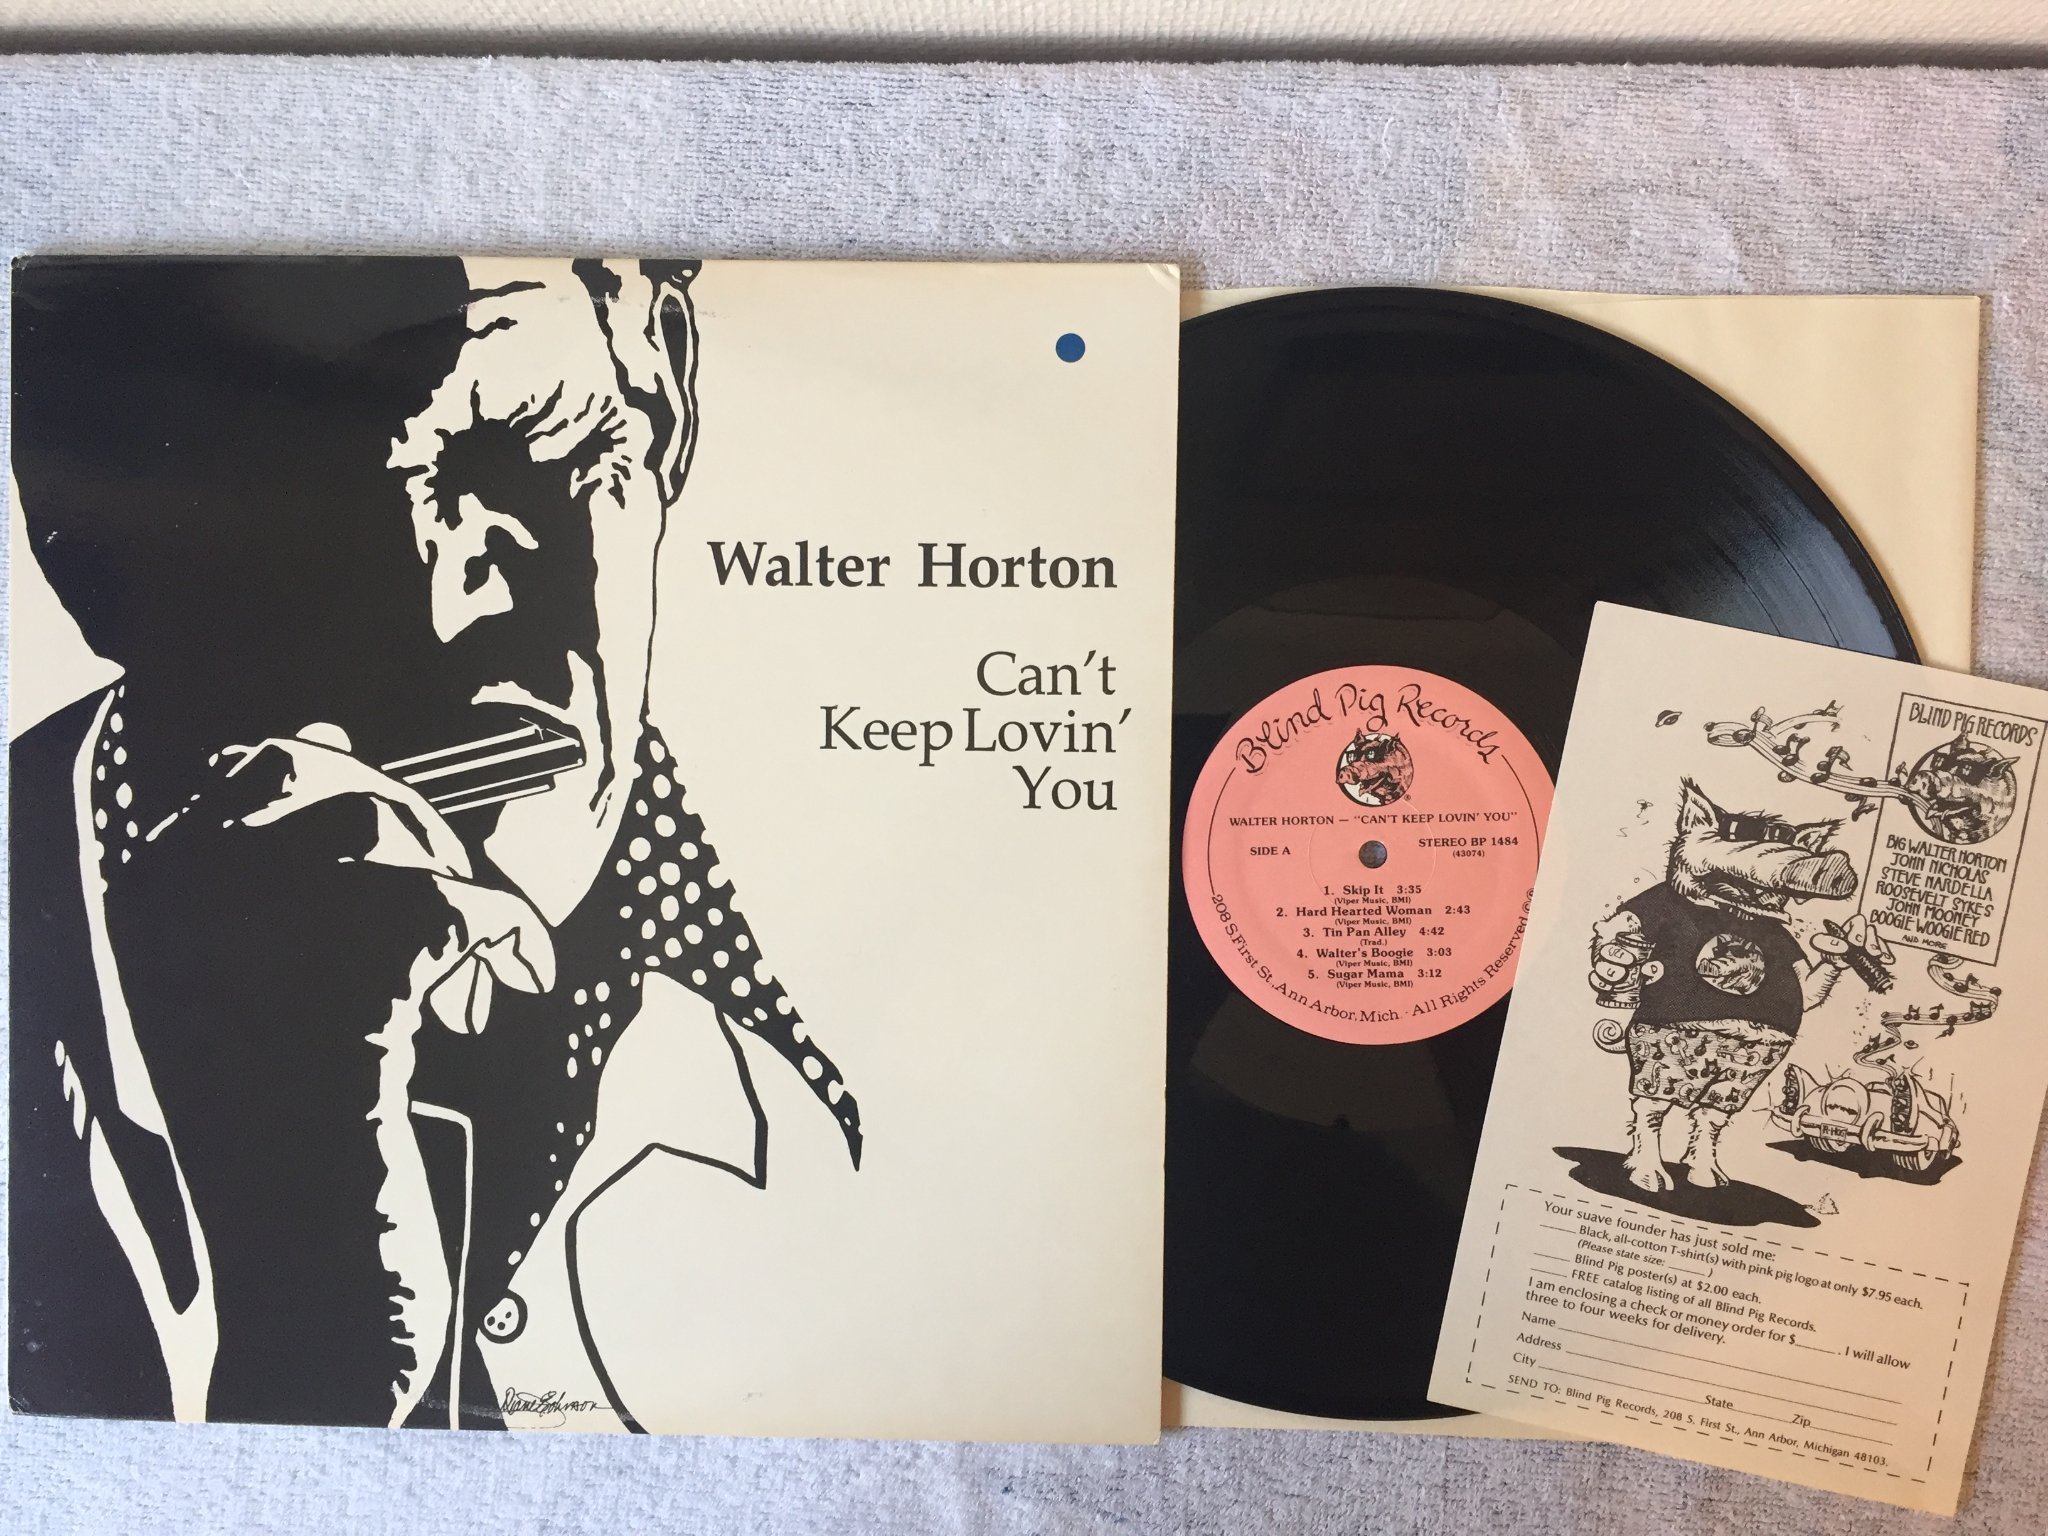 Walter Horton
Can't
Keep Lovin'
You
Blind Pig Records
WALTER HORTON — "CAN'T KEEP LOVIN' YOU"
SIDE A
STEREO BP 1484
(43074)
1. Skip It 3:35
(Viper Music, BMI)
2. Hard Hearted Woman 2:43
(Viper Music, BMI)
3. Tin Pan Alley 4:42
(Trad.)
4. Walter's Boogie 3:03
(Viper Music, BMI)
5. Sugar Mama 3:12
(Viper Music, BMI)
208 S. First St., Ann Arbor, Mich. · All Rights Reserved
BLIND PIG RECORDS
BIG WALTER HORTON
JOHN NICHOLAS
STEVE NARDELLA
ROOSEVELT SYKES
JOHN MOONEY
BOOGIE WOOGIE RED
AND MORE
Your suave founder has just sold me:
Black, all-cotton T-shirt(s) with pink pig logo at only $7.95 each.
(Please state size: )
Blind Pig poster(s) at $2.00 each.
FREE catalog listing of all Blind Pig Records.
I am enclosing a check or money order for $ . I will allow
three to four weeks for delivery.
Name
Address
City State Zip
SEND TO: Blind Pig Records, 208 S. First St., Ann Arbor, Michigan 48103.